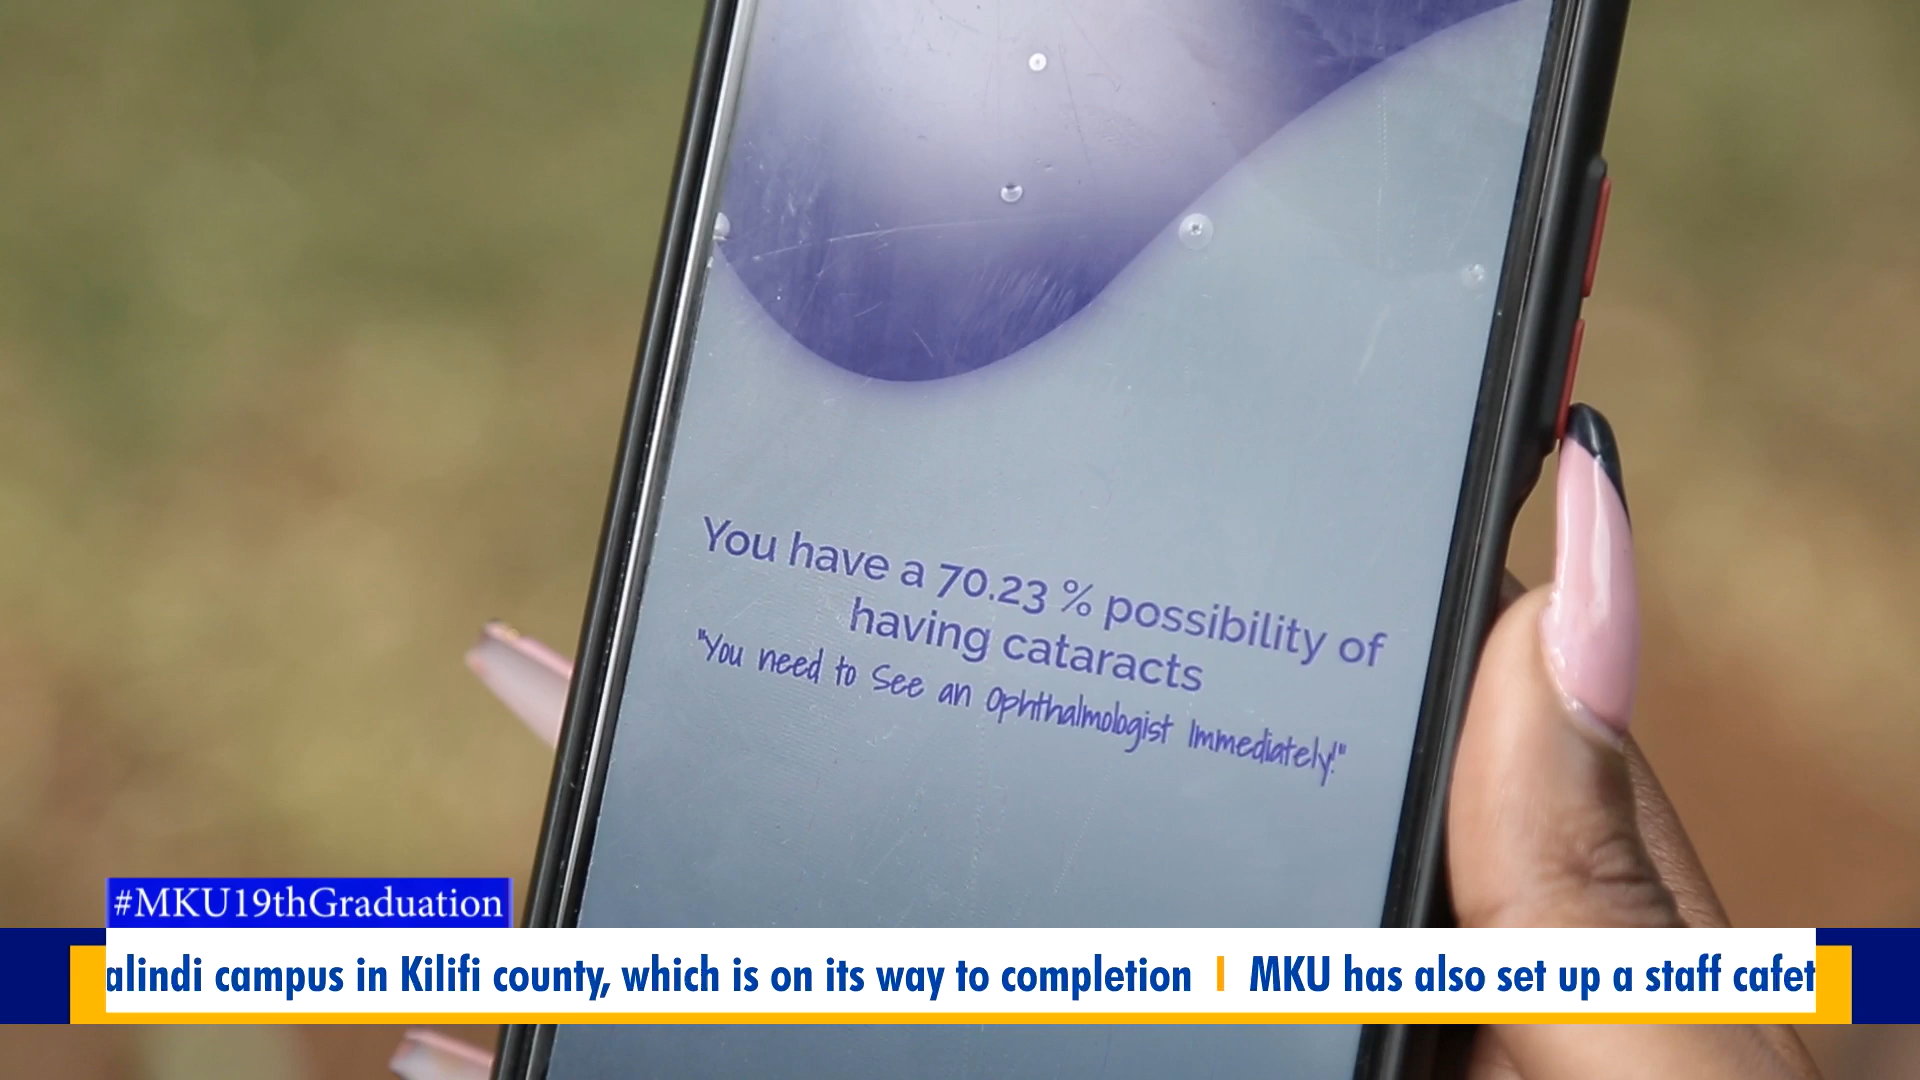 You have a 70.23 % possibility of
having cataracts
"You need to See an Ophthalmologist Immediately!"
#MKU19thGraduation
alindi campus in Kilifi county, which is on its way to completion | MKU has also set up a staff cafet